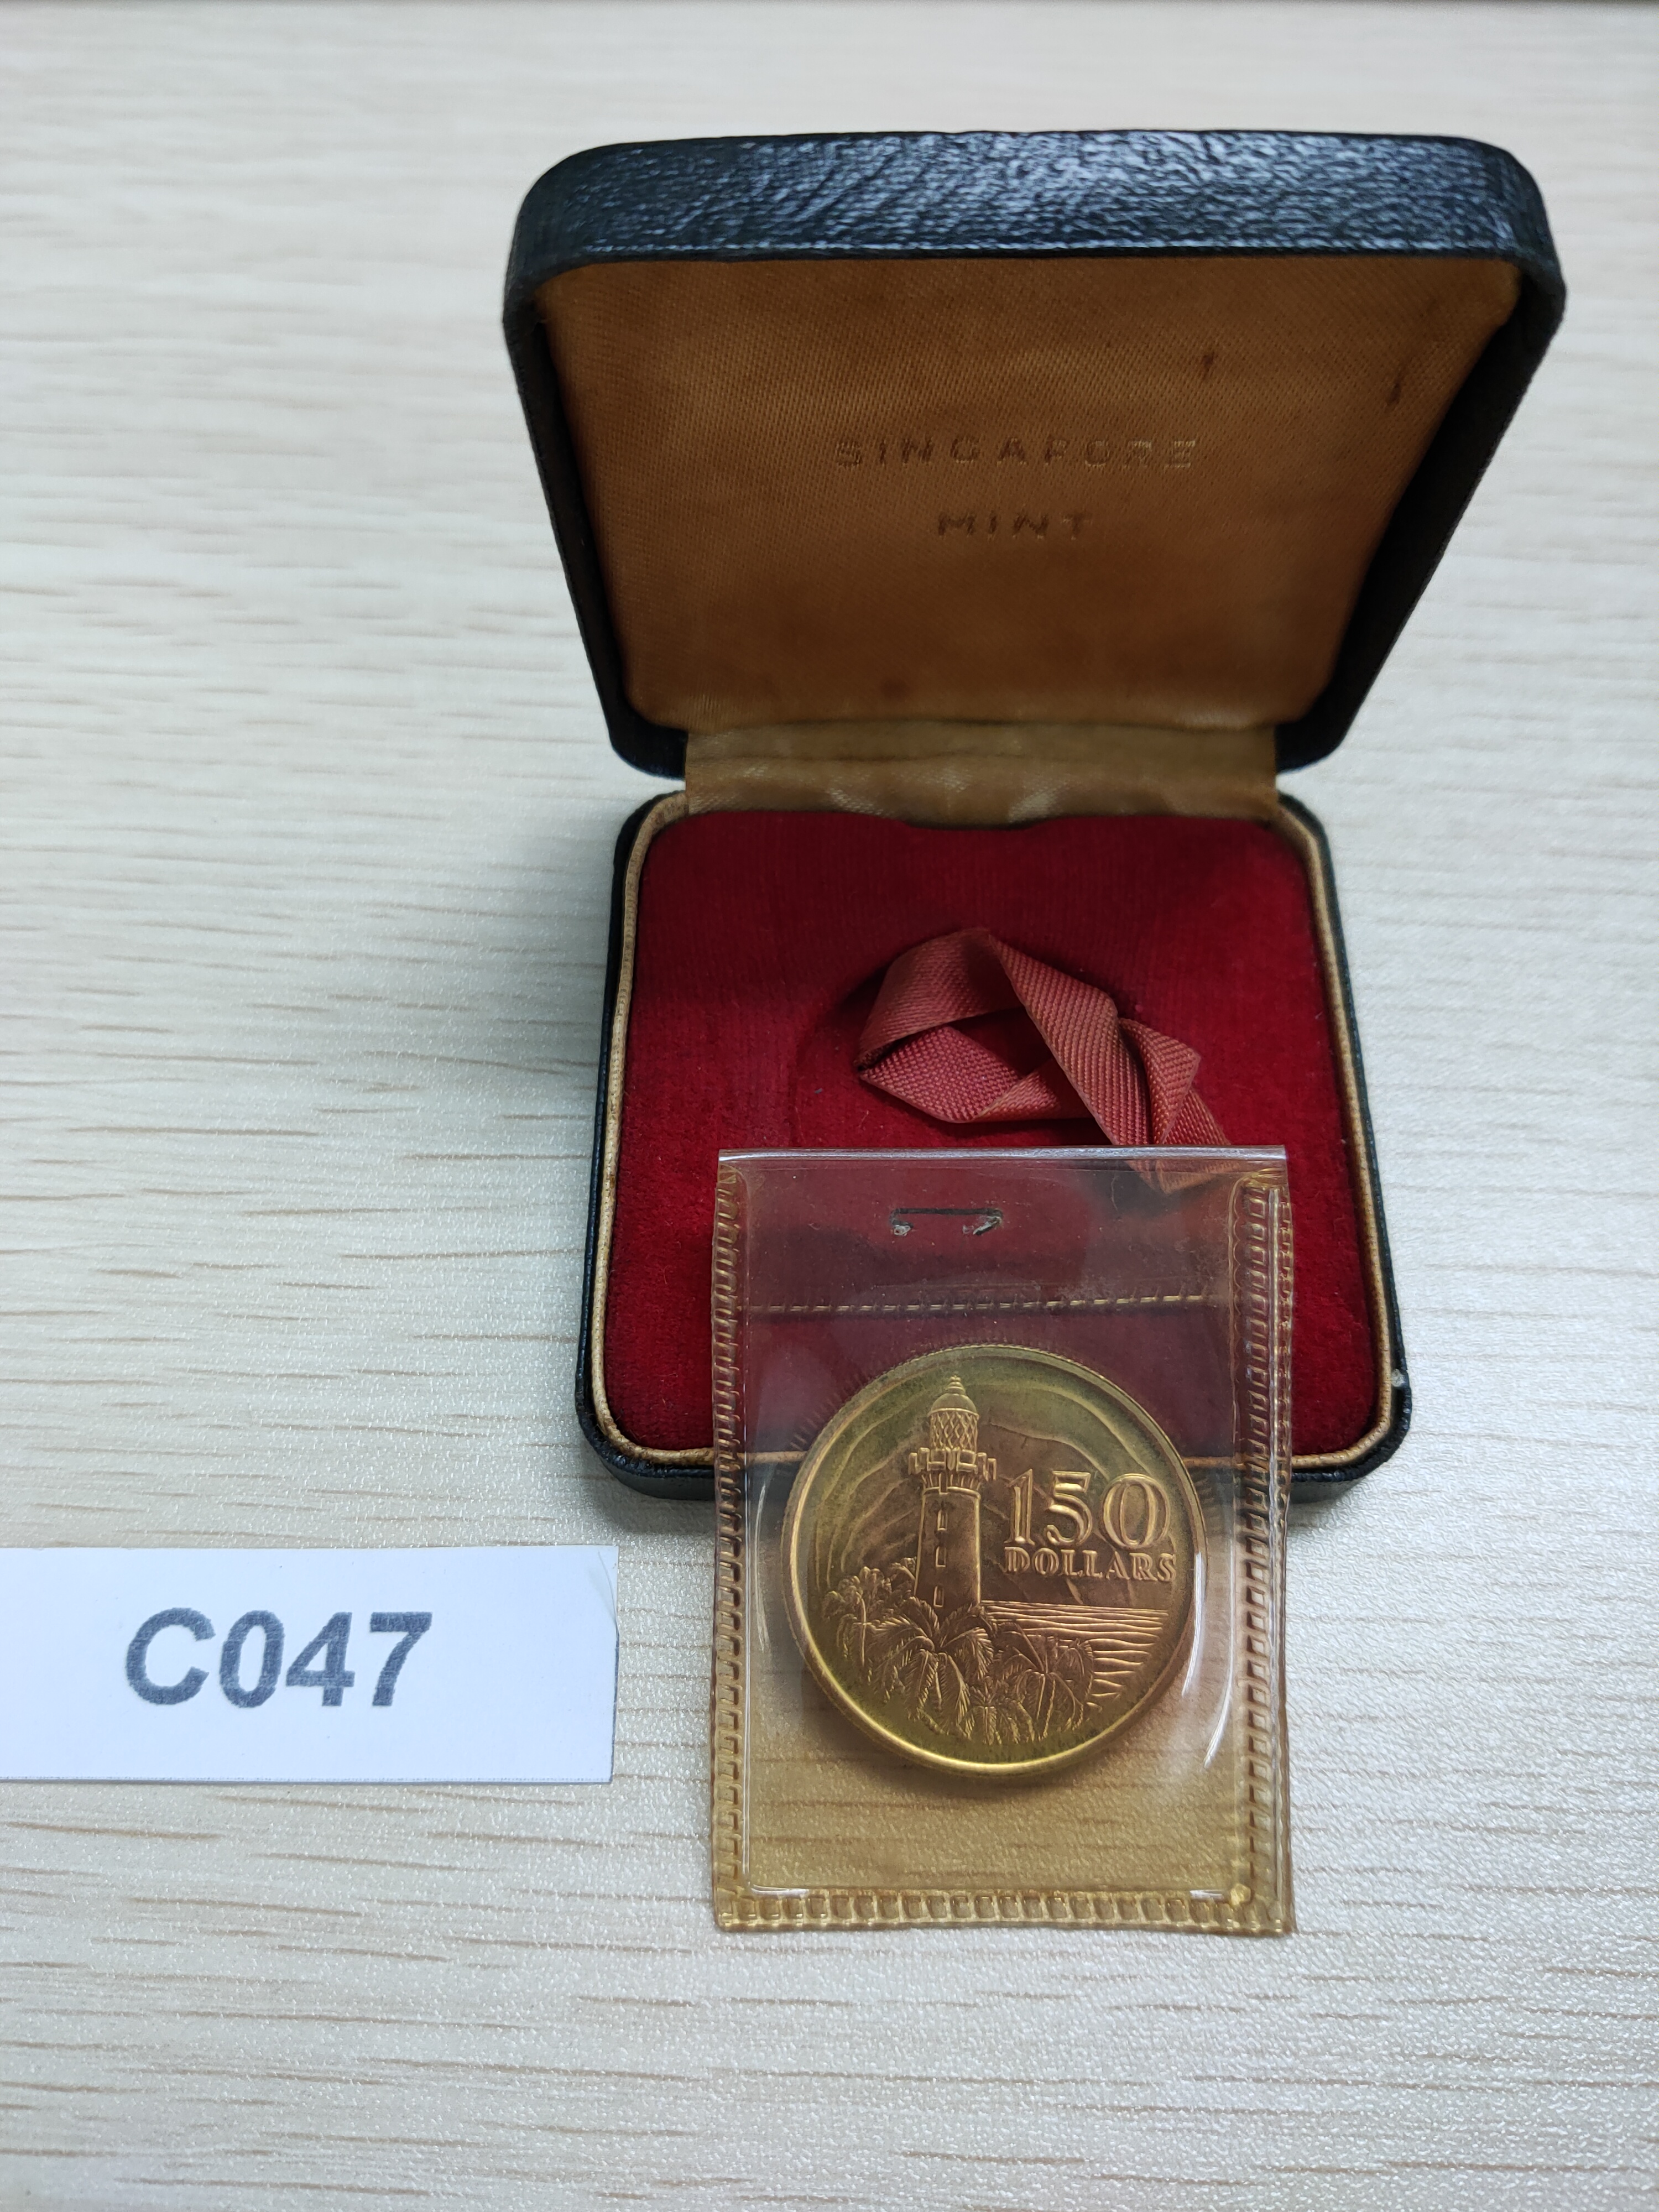 SINGAPORE
MINT
150
DOLLARS
C047